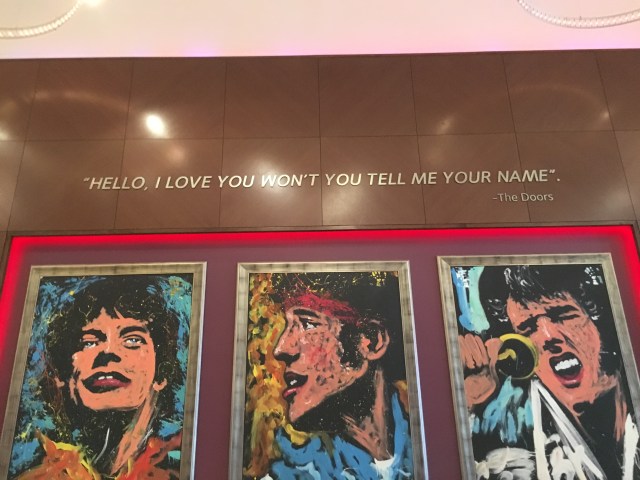 "HELLO, I LOVE YOU WON'T YOU TELL ME YOUR NAME".
-The Doors